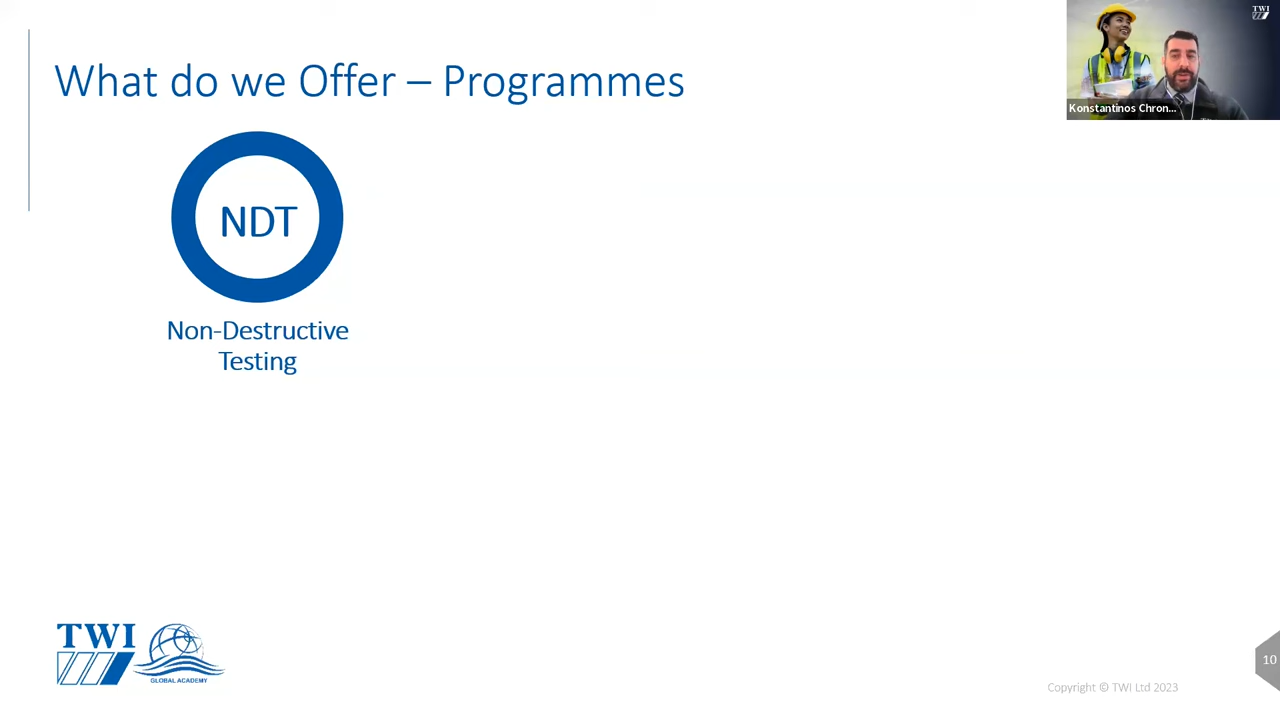 What do we Offer – Programmes
TWI
Konstantinos Chron...
NDT
Non-Destructive
Testing
TWI
GLOBAL ACADEMY
Copyright © TWI Ltd 2023
10